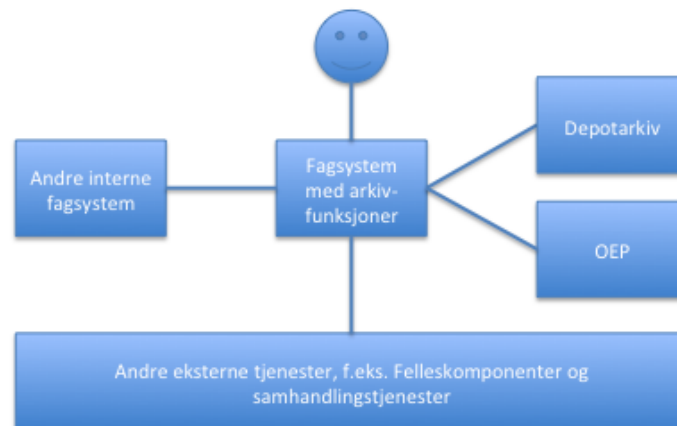 Depotarkiv
Andre interne
fagsystem
Fagsystem
med arkiv-
funksjoner
OEP
Andre eksterne tjenester, f.eks. Felleskomponenter og
samhandlingstjenester